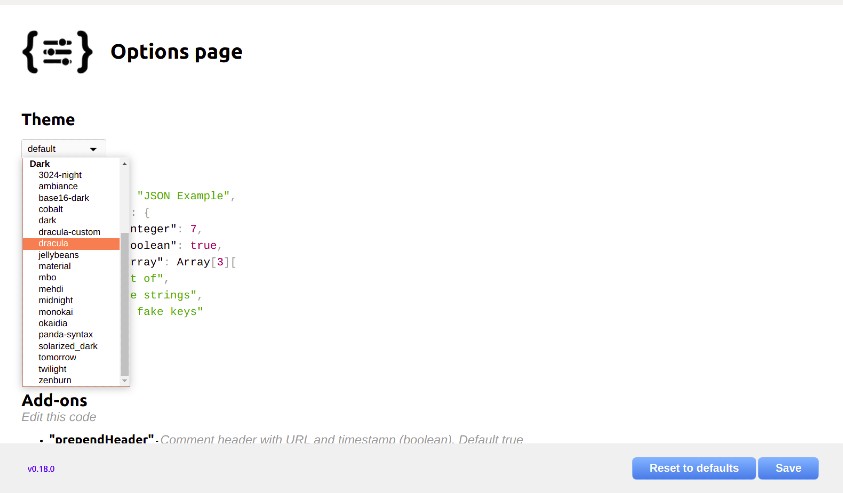 Options page
Theme
default
Dark
3024-night
ambiance
base16-dark
cobalt
dark
dracula-custom
dracula
jellybeans
material
mbo
mehdi
midnight
monokai
okaidia
panda-syntax
solarized_dark
tomorrow
twilight
zenburn
"JSON Example",
: {
nteger": 7,
oolean": true,
rray": Array[3][
t of",
e strings",
fake keys"
Add-ons
Edit this code
• "prependHeader" - Comment header with URL and timestamp (boolean). Default true
v0.18.0
Reset to defaults
Save